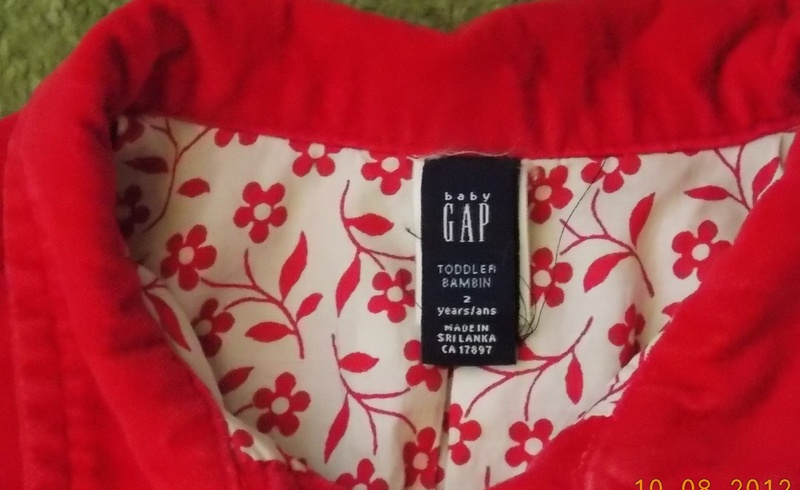 baby
GAP
TODDLER
BAMBIN
2
years/ans
MADE IN
SRI LANKA
CA 17897
10 08 2012